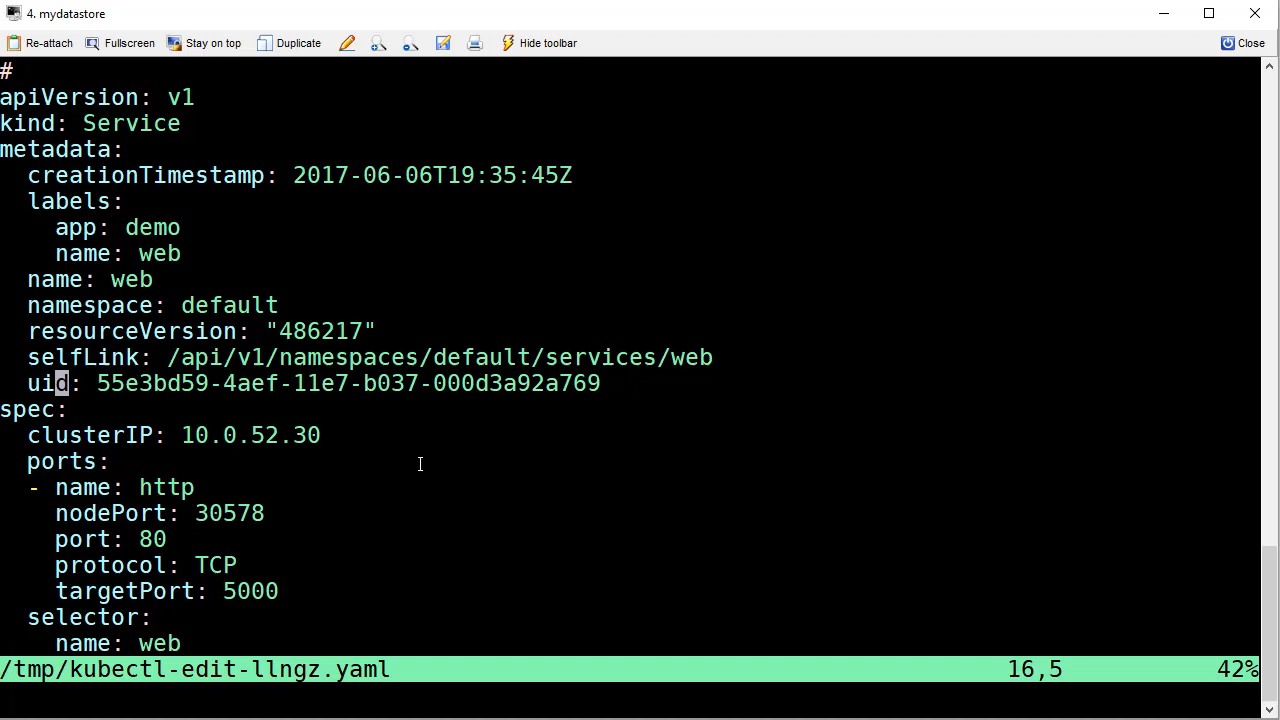 4. mydatastore
Re-attach Fullscreen Stay on top Duplicate Hide toolbar Close
#
apiVersion: v1
kind: Service
metadata:
  creationTimestamp: 2017-06-06T19:35:45Z
  labels:
    app: demo
    name: web
  name: web
  namespace: default
  resourceVersion: "486217"
  selfLink: /api/v1/namespaces/default/services/web
  uid: 55e3bd59-4aef-11e7-b037-000d3a92a769
spec:
  clusterIP: 10.0.52.30
  ports:
  - name: http
    nodePort: 30578
    port: 80
    protocol: TCP
    targetPort: 5000
  selector:
    name: web
/tmp/kubectl-edit-llngz.yaml 16,5 42%